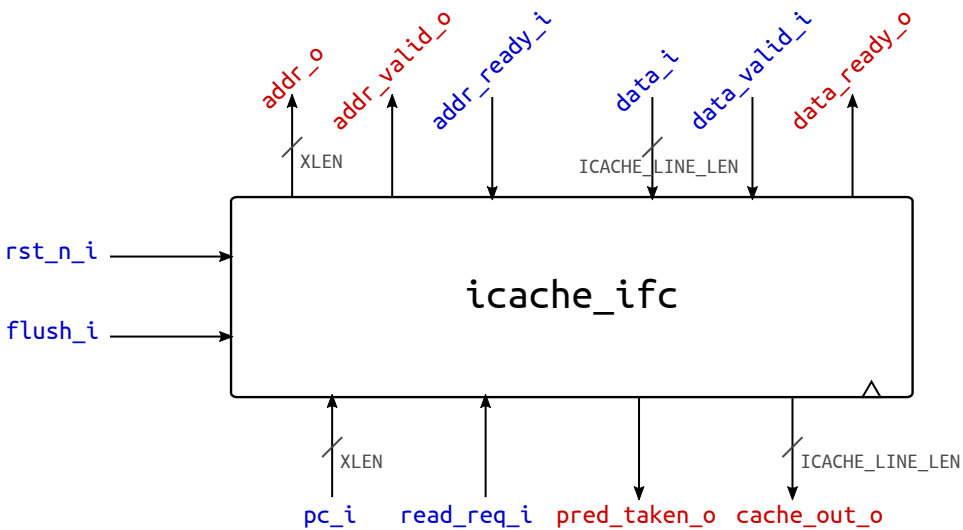 addr_o
addr_valid_o
addr_ready_i
data_i
data_valid_i
data_ready_o
XLEN
ICACHE_LINE_LEN
rst_n_i
icache_ifc
flush_i
XLEN
ICACHE_LINE_LEN
pc_i
read_req_i
pred_taken_o
cache_out_o